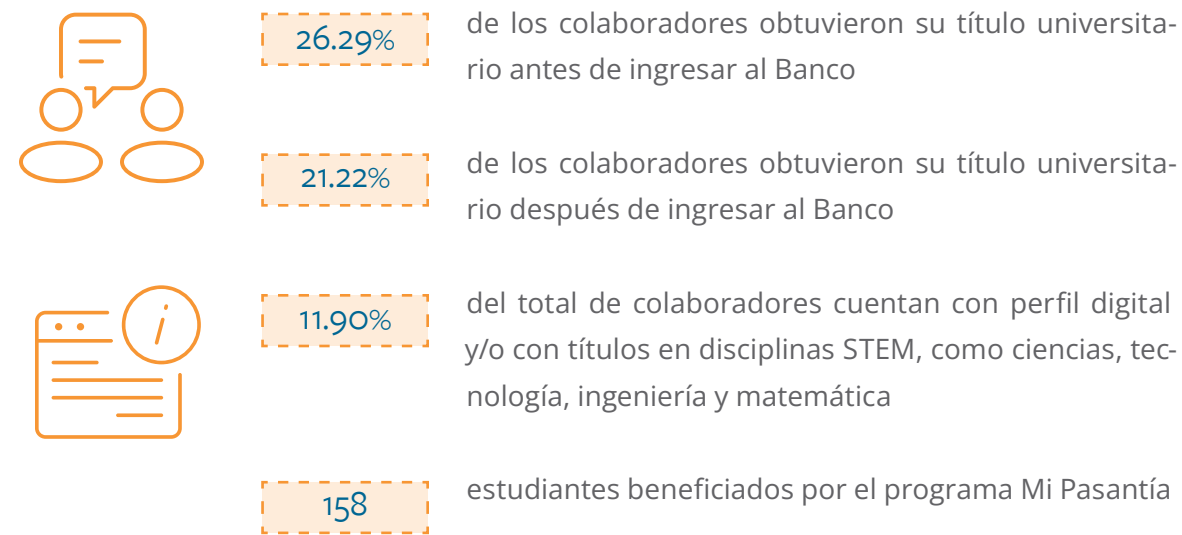 26.29%
de los colaboradores obtuvieron su título universita-
rio antes de ingresar al Banco
21.22%
de los colaboradores obtuvieron su título universita-
rio después de ingresar al Banco
i
11.90%
del total de colaboradores cuentan con perfil digital
y/o con títulos en disciplinas STEM, como ciencias, tec-
nología, ingeniería y matemática
158
estudiantes beneficiados por el programa Mi Pasantía